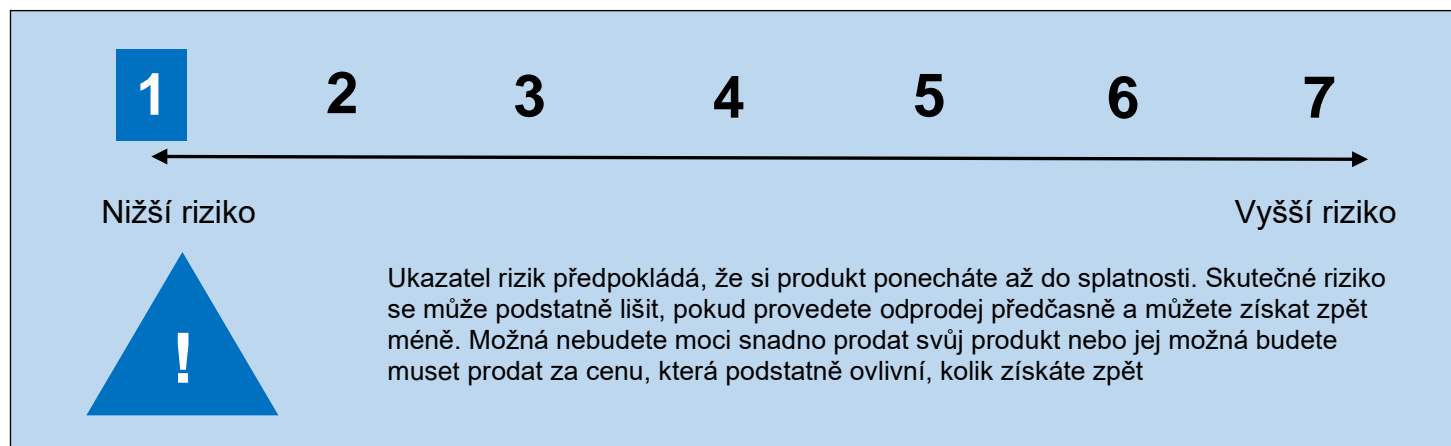 1 2 3 4 5 6 7
Nižší riziko Vyšší riziko
Ukazatel rizik předpokládá, že si produkt ponecháte až do splatnosti. Skutečné riziko
se může podstatně lišit, pokud provedete odprodej předčasně a můžete získat zpět
méně. Možná nebudete moci snadno prodat svůj produkt nebo jej možná budete
muset prodat za cenu, která podstatně ovlivní, kolik získáte zpět
!